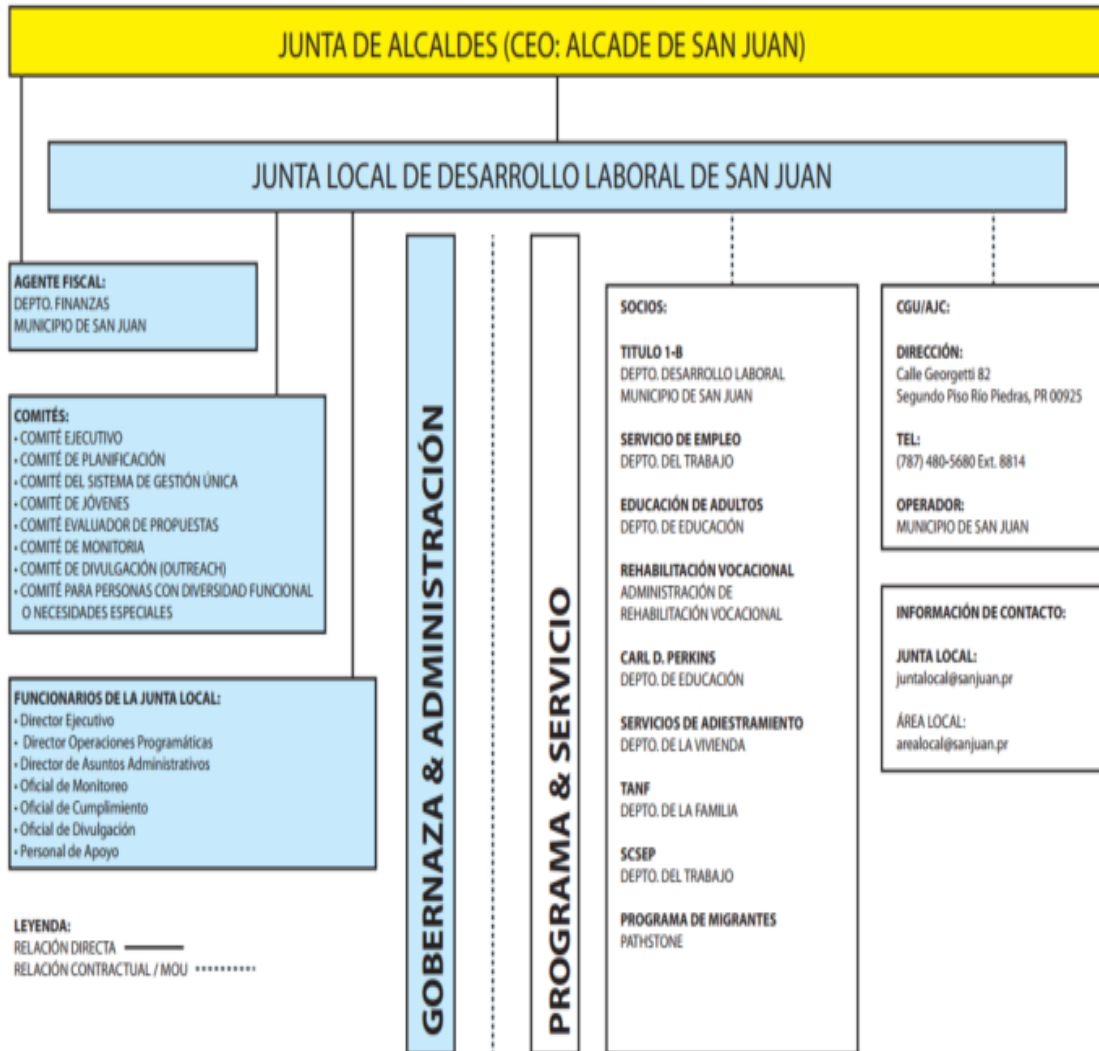 JUNTA DE ALCALDES (CEO: ALCADE DE SAN JUAN)
JUNTA LOCAL DE DESARROLLO LABORAL DE SAN JUAN
AGENTE FISCAL:
DEPTO. FINANZAS
MUNICIPIO DE SAN JUAN
COMITÉS:
• COMITÉ EJECUTIVO
• COMITÉ DE PLANIFICACIÓN
• COMITÉ DEL SISTEMA DE GESTIÓN ÚNICA
• COMITÉ DE JÓVENES
• COMITÉ EVALUADOR DE PROPUESTAS
• COMITÉ DE MONITORIA
• COMITÉ DE DIVULGACIÓN (OUTREACH)
• COMITÉ PARA PERSONAS CON DIVERSIDAD FUNCIONAL
O NECESIDADES ESPECIALES
FUNCIONARIOS DE LA JUNTA LOCAL:
• Director Ejecutivo
• Director Operaciones Programáticas
• Director de Asuntos Administrativos
• Oficial de Monitoreo
• Oficial de Cumplimiento
• Oficial de Divulgación
• Personal de Apoyo
LEYENDA:
RELACIÓN DIRECTA
RELACIÓN CONTRACTUAL / MOU
GOBERNAZA & ADMINISTRACIÓN
PROGRAMA & SERVICIO
SOCIOS:
TITULO 1-B
DEPTO. DESARROLLO LABORAL
MUNICIPIO DE SAN JUAN
SERVICIO DE EMPLEO
DEPTO. DEL TRABAJO
EDUCACIÓN DE ADULTOS
DEPTO. DE EDUCACIÓN
REHABILITACIÓN VOCACIONAL
ADMINISTRACIÓN DE
REHABILITACIÓN VOCACIONAL
CARL D. PERKINS
DEPTO. DE EDUCACIÓN
SERVICIOS DE ADIESTRAMIENTO
DEPTO. DE LA VIVIENDA
TANF
DEPTO. DE LA FAMILIA
SCSEP
DEPTO. DEL TRABAJO
PROGRAMA DE MIGRANTES
PATHSTONE
CGU/AJC:
DIRECCIÓN:
Calle Georgetti 82
Segundo Piso Río Piedras, PR 00925
TEL:
(787) 480-5680 Ext. 8814
OPERADOR:
MUNICIPIO DE SAN JUAN
INFORMACIÓN DE CONTACTO:
JUNTA LOCAL:
juntalocal@sanjuan.pr
ÁREA LOCAL:
arealocal@sanjuan.pr